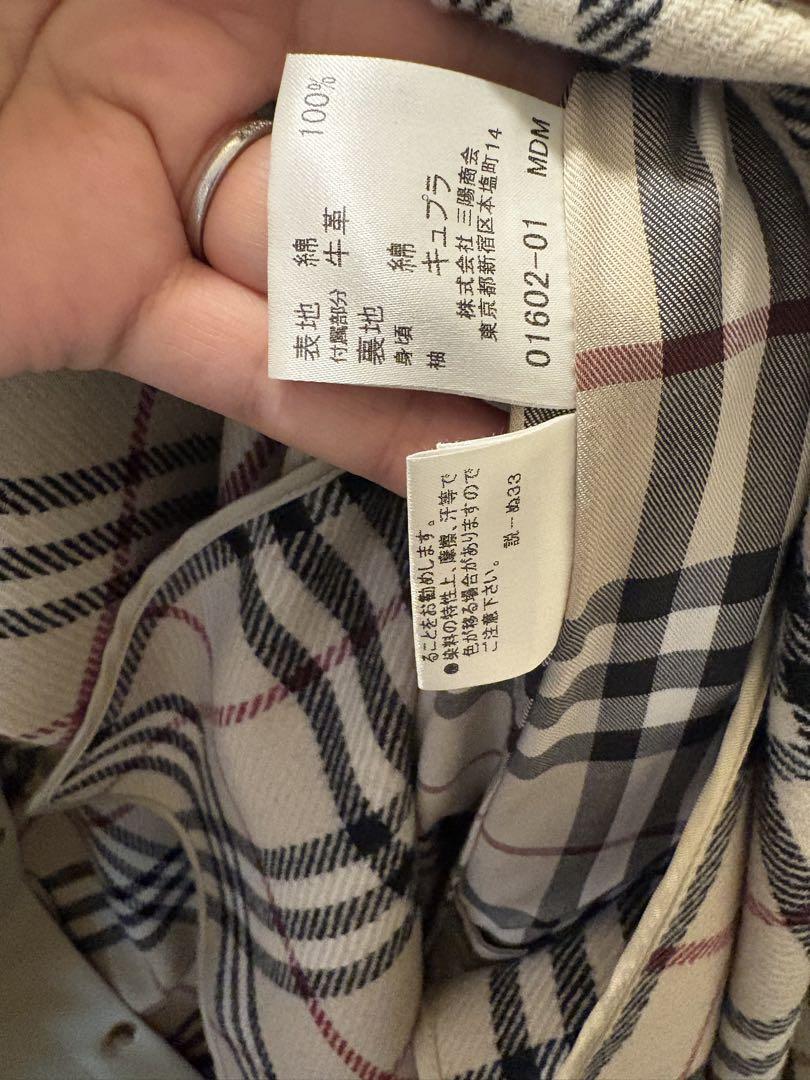 表地 綿 100%
付属部分 牛革
裏地
身頃 綿
袖 キュプラ
株式会社 三陽商会
東京都新宿区本塩町14
01602-01 MDM
ることをお勧めします。
●染料の特性上、摩擦、汗等で
色が移る場合がありますので
ご注意下さい。 説－ぬ33